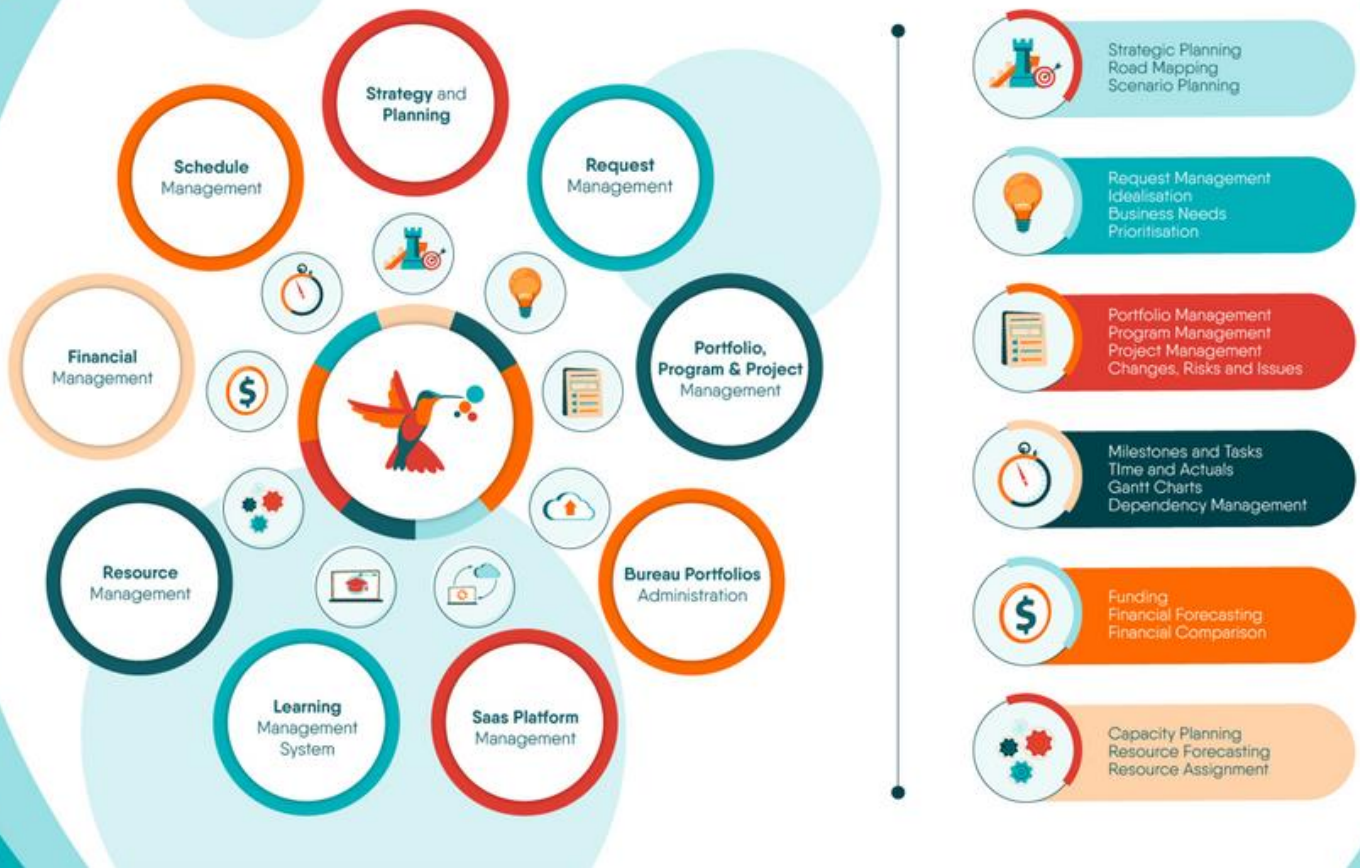 Strategy and
Planning
Request
Management
Portfolio,
Program & Project
Management
Bureau Portfolios
Administration
Saas Platform
Management
Learning
Management
System
Resource
Management
Financial
Management
Schedule
Management
Strategic Planning
Road Mapping
Scenario Planning
Request Management
Idealisation
Business Needs
Prioritisation
Portfolio Management
Program Management
Project Management
Changes, Risks and Issues
Milestones and Tasks
TIme and Actuals
Gantt Charts
Dependency Management
Funding
Financial Forecasting
Financial Comparison
Capacity Planning
Resource Forecasting
Resource Assignment